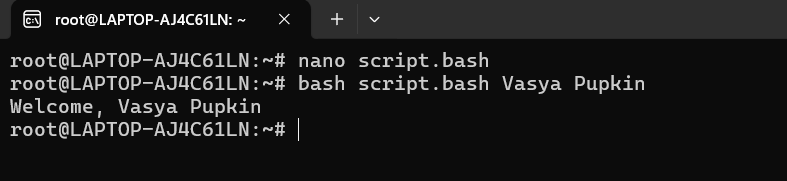 root@LAPTOP-AJ4C61LN: ~
root@LAPTOP-AJ4C61LN:~# nano script.bash
root@LAPTOP-AJ4C61LN:~# bash script.bash Vasya Pupkin
Welcome, Vasya Pupkin
root@LAPTOP-AJ4C61LN:~#